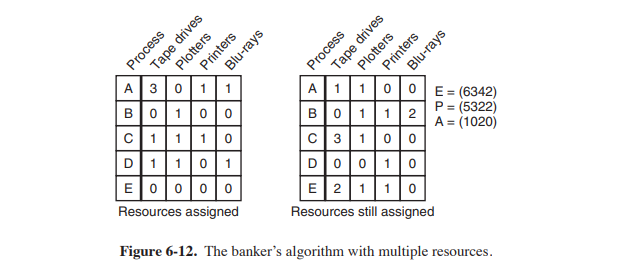 Process Tape drives Plotters Printers Blu-rays
A 3 0 1 1
B 0 1 0 0
C 1 1 1 0
D 1 1 0 1
E 0 0 0 0
Resources assigned
Process Tape drives Plotters Printers Blu-rays
A 1 1 0 0
B 0 1 1 2
C 3 1 0 0
D 0 0 1 0
E 2 1 1 0
Resources still assigned
E = (6342)
P = (5322)
A = (1020)
Figure 6-12. The banker's algorithm with multiple resources.